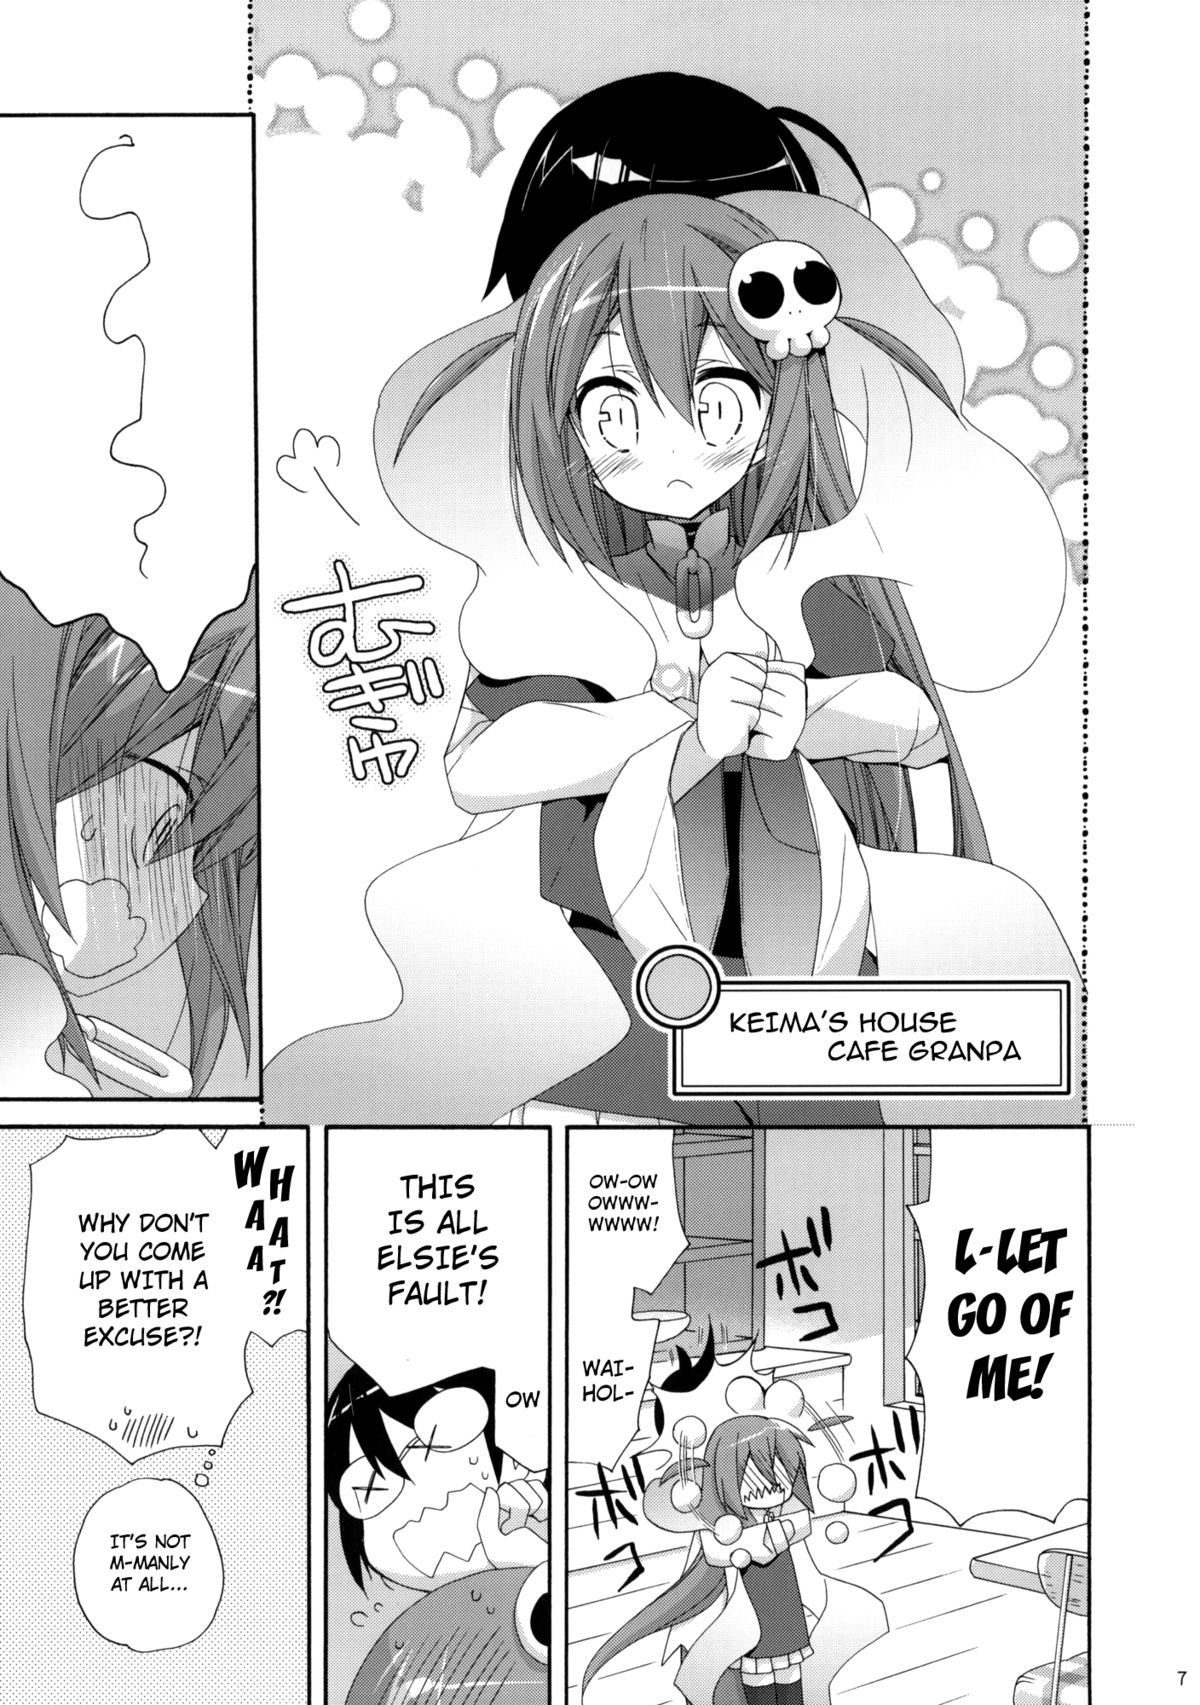 むぎゅ
KEIMA'S HOUSE
CAFE GRANPA
L-LET
GO OF
ME!
ボコ
ボコ
ボコ
OW-OW
OWWW-
WWWW!
WAI-
HOL-
OW
THIS
IS ALL
ELSIE'S
FAULT!
WHAT?!
WAAA
WHY DON'T
YOU COME
UP WITH A
BETTER
EXCUSE?!
IT'S NOT
M-MANLY
AT ALL...
7